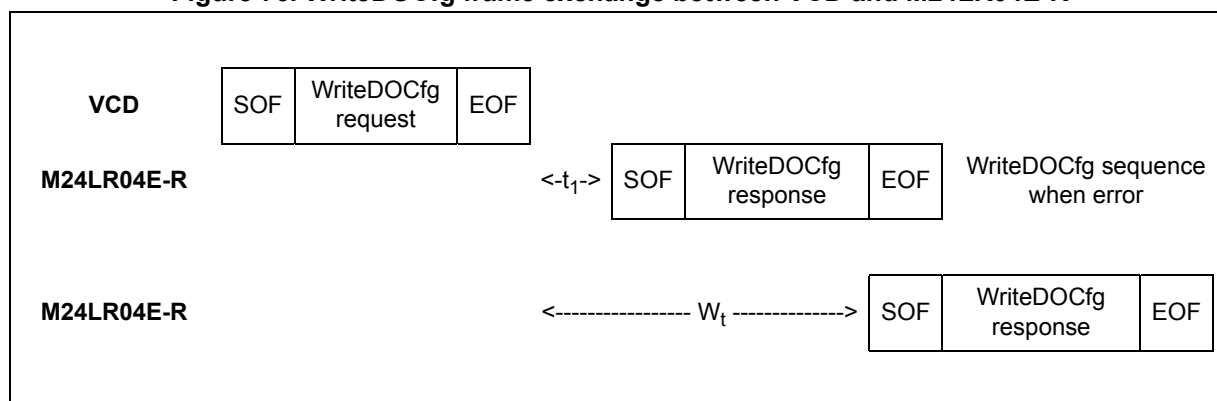 Figure WriteDOCfg frame exchange between VCD and M24LR04E-R
VCD SOF WriteDOCfg EOF
request
M24LR04E-R <-t₁-> SOF WriteDOCfg EOF WriteDOCfg sequence
response when error
M24LR04E-R <----------------- Wₜ --------------> SOF WriteDOCfg EOF
response